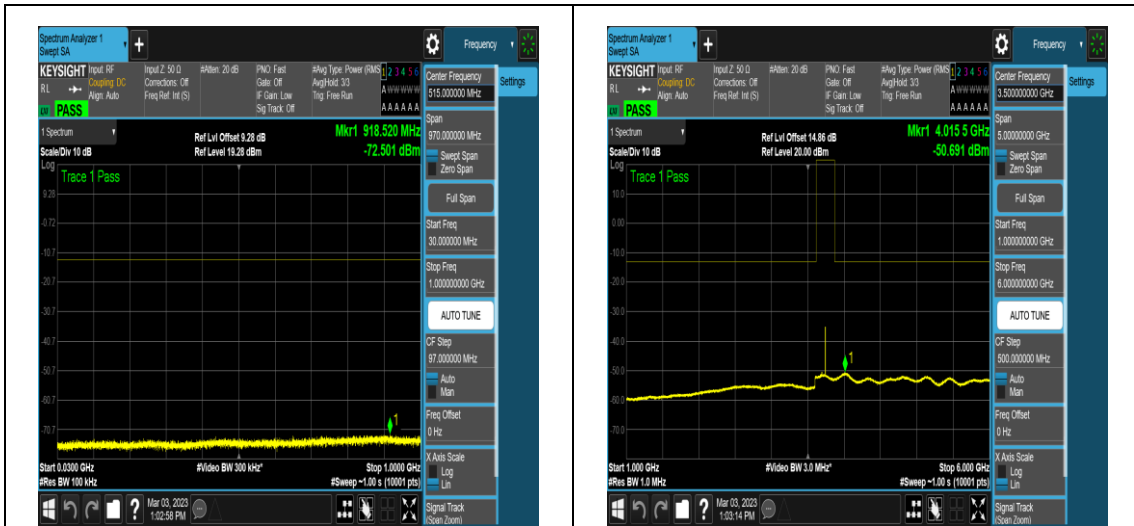 Spectrum Analyzer 1
Swept SA
+
Frequency
KEYSIGHT
RL
Input: RF
Coupling: DC
Align: Auto
Input Z: 50 Ω
Corrections: Off
Freq Ref: Int (S)
#Atten: 20 dB
PNO: Fast
Gate: Off
IF Gain: Low
Sig Track: Off
#Avg Type: Power (RMS
Avg|Hold: 3/3
Trig: Free Run
1 2 3 4 5 6
A W W W W W
A A A A A A
PASS
Center Frequency
515.000000 MHz
Settings
1 Spectrum
Ref Lvl Offset 9.28 dB
Mkr1 918.520 MHz
Scale/Div 10 dB
Ref Level 19.28 dBm
-72.501 dBm
Span
970.000000 MHz
Swept Span
Zero Span
Log
Trace 1 Pass
9.28
-0.72
-10.7
-20.7
-30.7
-40.7
-50.7
-60.7
-70.7
1
Full Span
Start Freq
30.000000 MHz
Stop Freq
1.000000000 GHz
AUTO TUNE
CF Step
97.000000 MHz
Auto
Man
Freq Offset
0 Hz
X Axis Scale
Log
Lin
Signal Track
(Span Zoom)
Start 0.0300 GHz
#Video BW 300 kHz*
Stop 1.0000 GHz
#Res BW 100 kHz
#Sweep ~1.00 s (10001 pts)
?
Mar 03, 2023
1:02:58 PM
Spectrum Analyzer 1
Swept SA
+
Frequency
KEYSIGHT
RL
Input: RF
Coupling: DC
Align: Auto
Input Z: 50 Ω
Corrections: Off
Freq Ref: Int (S)
#Atten: 20 dB
PNO: Fast
Gate: Off
IF Gain: Low
Sig Track: Off
#Avg Type: Power (RMS
Avg|Hold: 3/3
Trig: Free Run
1 2 3 4 5 6
A W W W W W
A A A A A A
PASS
Center Frequency
3.500000000 GHz
Settings
1 Spectrum
Ref Lvl Offset 14.86 dB
Mkr1 4.015 5 GHz
Scale/Div 10 dB
Ref Level 20.00 dBm
-50.691 dBm
Span
5.00000000 GHz
Swept Span
Zero Span
Log
Trace 1 Pass
10.0
0.00
-10.0
-20.0
-30.0
-40.0
-50.0
-60.0
-70.0
1
Full Span
Start Freq
1.000000000 GHz
Stop Freq
6.000000000 GHz
AUTO TUNE
CF Step
500.000000 MHz
Auto
Man
Freq Offset
0 Hz
X Axis Scale
Log
Lin
Signal Track
(Span Zoom)
Start 1.000 GHz
#Video BW 3.0 MHz*
Stop 6.000 GHz
#Res BW 1.0 MHz
#Sweep ~1.00 s (10001 pts)
?
Mar 03, 2023
1:03:14 PM